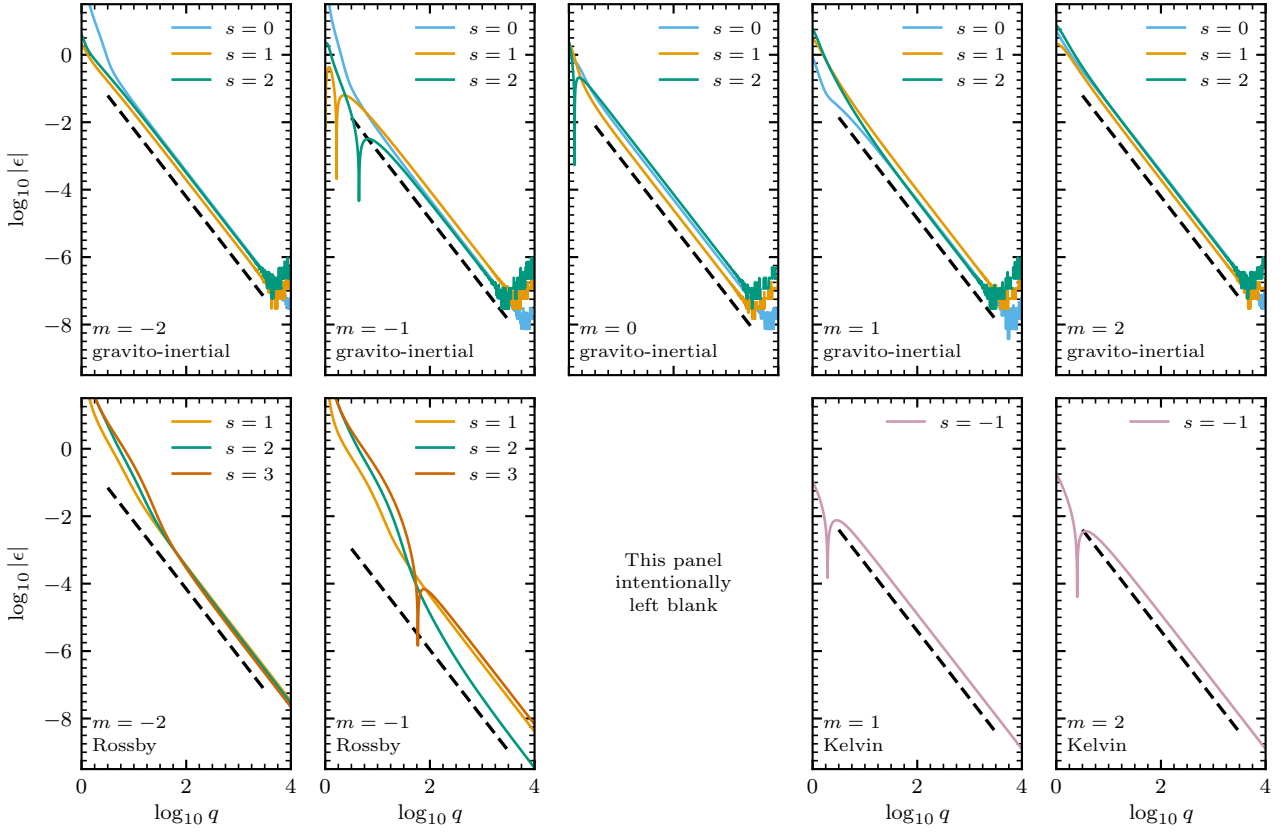 0
−2
−4
−6
−8
log₁₀ |ϵ|
s = 0
s = 1
s = 2
m = −2
gravito-inertial
s = 0
s = 1
s = 2
m = −1
gravito-inertial
s = 0
s = 1
s = 2
m = 0
gravito-inertial
s = 0
s = 1
s = 2
m = 1
gravito-inertial
s = 0
s = 1
s = 2
m = 2
gravito-inertial
0
−2
−4
−6
−8
log₁₀ |ϵ|
s = 1
s = 2
s = 3
m = −2
Rossby
0 2 4
log₁₀ q
s = 1
s = 2
s = 3
m = −1
Rossby
0 2 4
log₁₀ q
This panel
intentionally
left blank
s = −1
m = 1
Kelvin
0 2 4
log₁₀ q
s = −1
m = 2
Kelvin
0 2 4
log₁₀ q